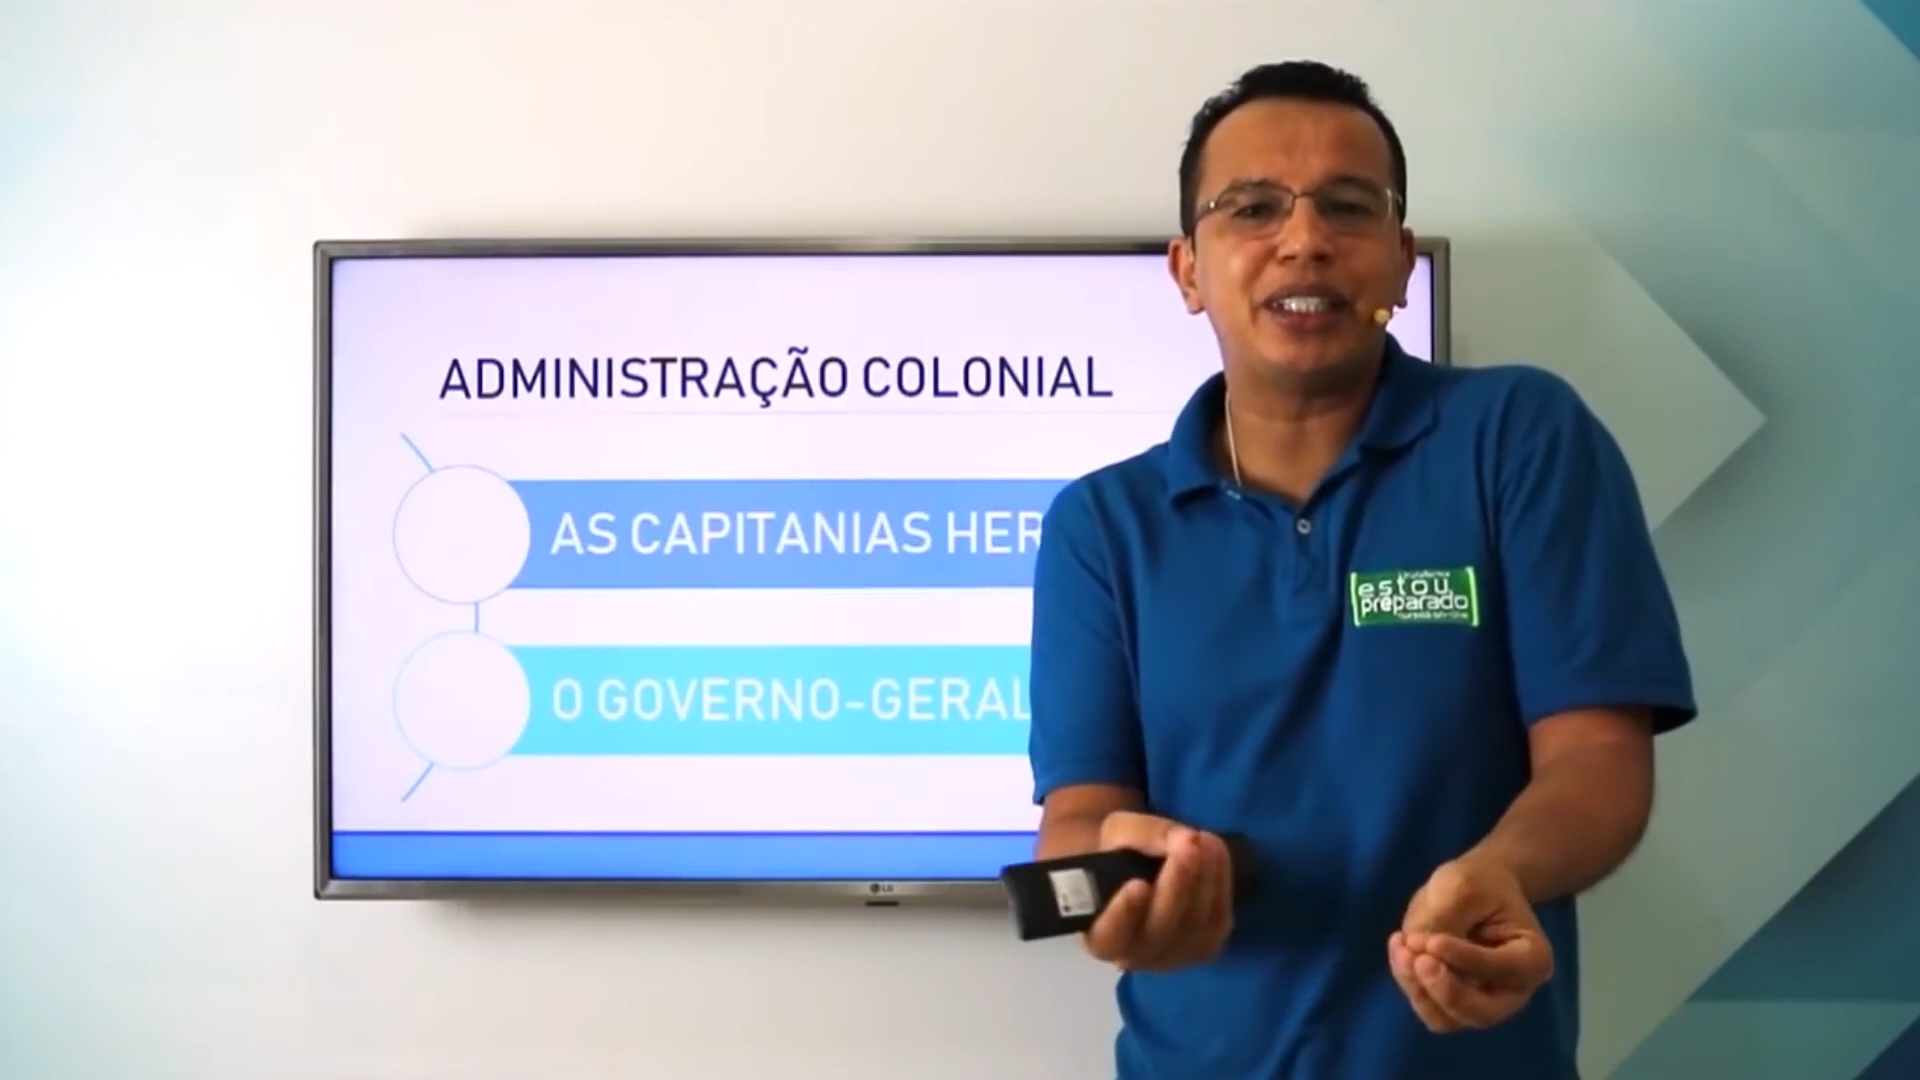 ADMINISTRAÇÃO COLONIAL
AS CAPITANIAS HER
O GOVERNO-GERAL
estou
preparado
LG